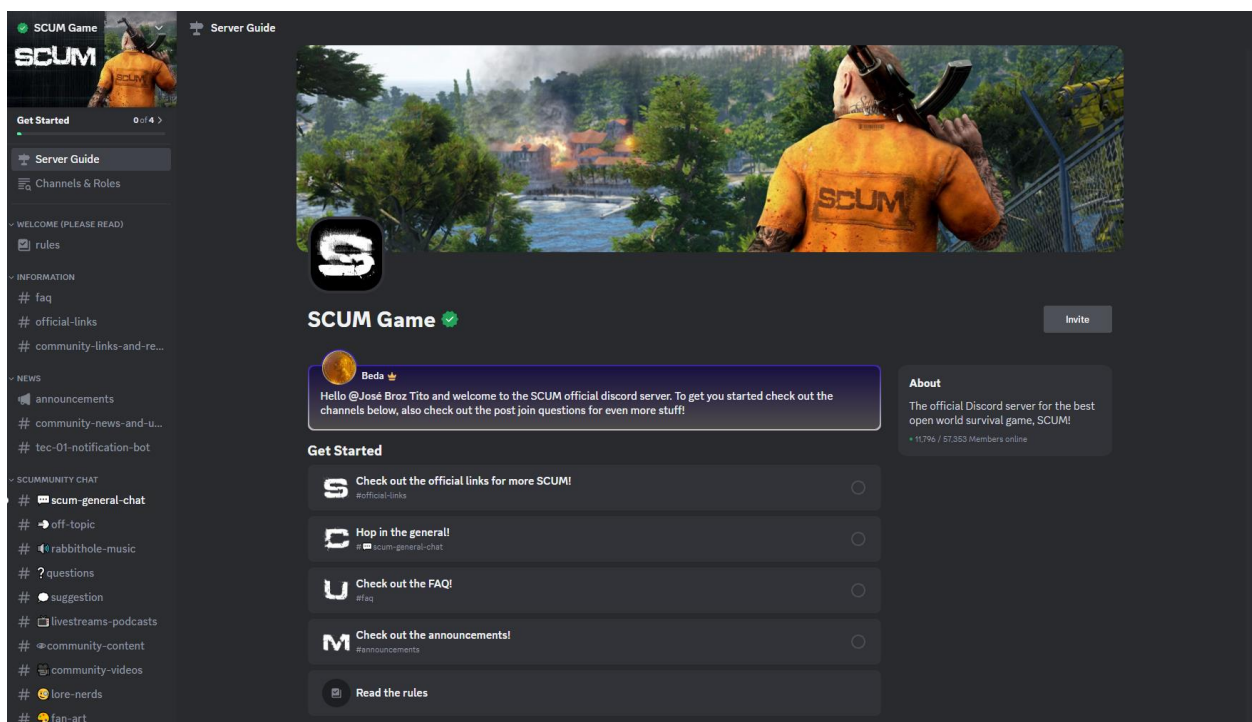 SCUM Game
SCUM
SCUM
Get Started 0 of 4 >
Server Guide
Channels & Roles
WELCOME (PLEASE READ)
rules
INFORMATION
# faq
# official-links
# community-links-and-re...
NEWS
announcements
# community-news-and-u...
# tec-01-notification-bot
SCUMMUNITY CHAT
# 💬 scum-general-chat
# off-topic
# 🔊 rabbithole-music
# ? questions
# 💭 suggestion
# 📺 livestreams-podcasts
# 👁 community-content
# 📹 community-videos
# 🤓 lore-nerds
# fan-art
Server Guide
SCUM
S
SCUM Game
Invite
Beda
Hello @José Broz Tito and welcome to the SCUM official discord server. To get you started check out the
channels below, also check out the post join questions for even more stuff!
About
The official Discord server for the best
open world survival game, SCUM!
11,796 / 57,353 Members online
Get Started
S Check out the official links for more SCUM!
#official-links
C Hop in the general!
# 💬 scum-general-chat
U Check out the FAQ!
#faq
M Check out the announcements!
#announcements
Read the rules